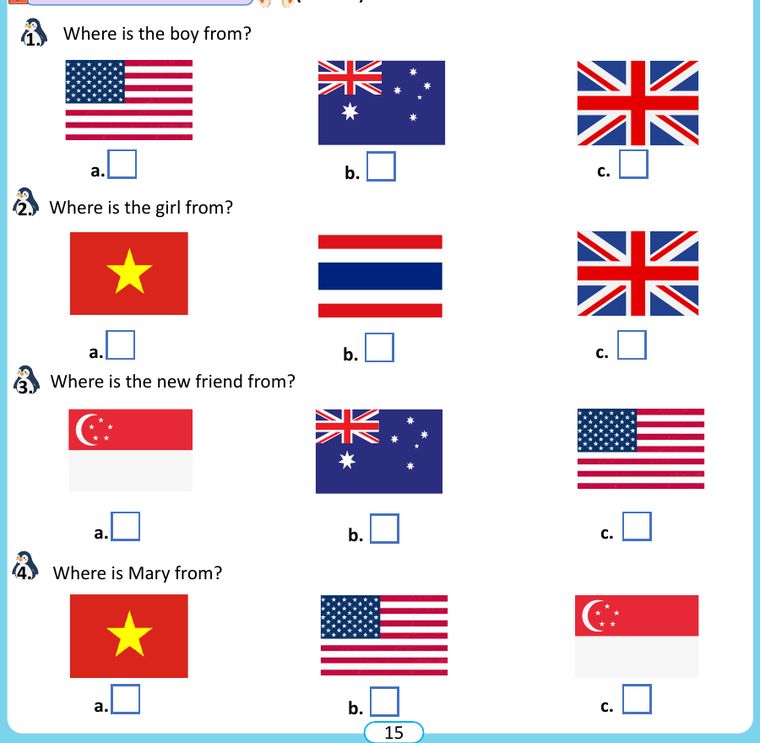 1. Where is the boy from?
a. b. c.
2. Where is the girl from?
a. b. c.
3. Where is the new friend from?
a. b. c.
4. Where is Mary from?
a. b. c.
15